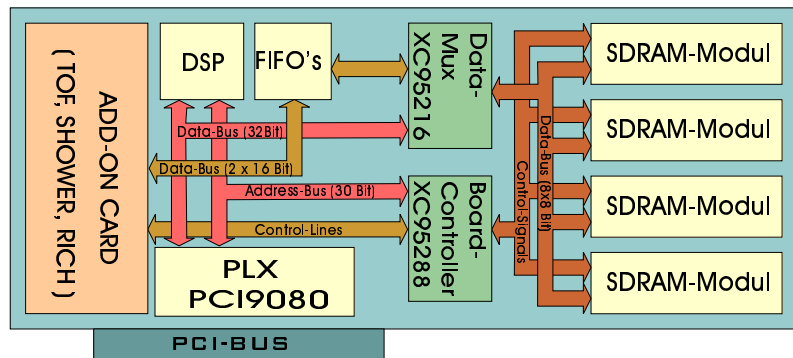 ADD-ON CARD
( TOF, SHOWER, RICH )
DSP
FIFO's
Data-
Mux
XC95216
Data-Bus (32Bit)
Data-Bus (2 x 16 Bit)
Address-Bus (30 Bit)
Control-Lines
Board-
Controller
XC95288
PLX
PCI9080
Control-Signals
Data-Bus (8x8 Bit)
SDRAM-Modul
SDRAM-Modul
SDRAM-Modul
SDRAM-Modul
PCI-BUS